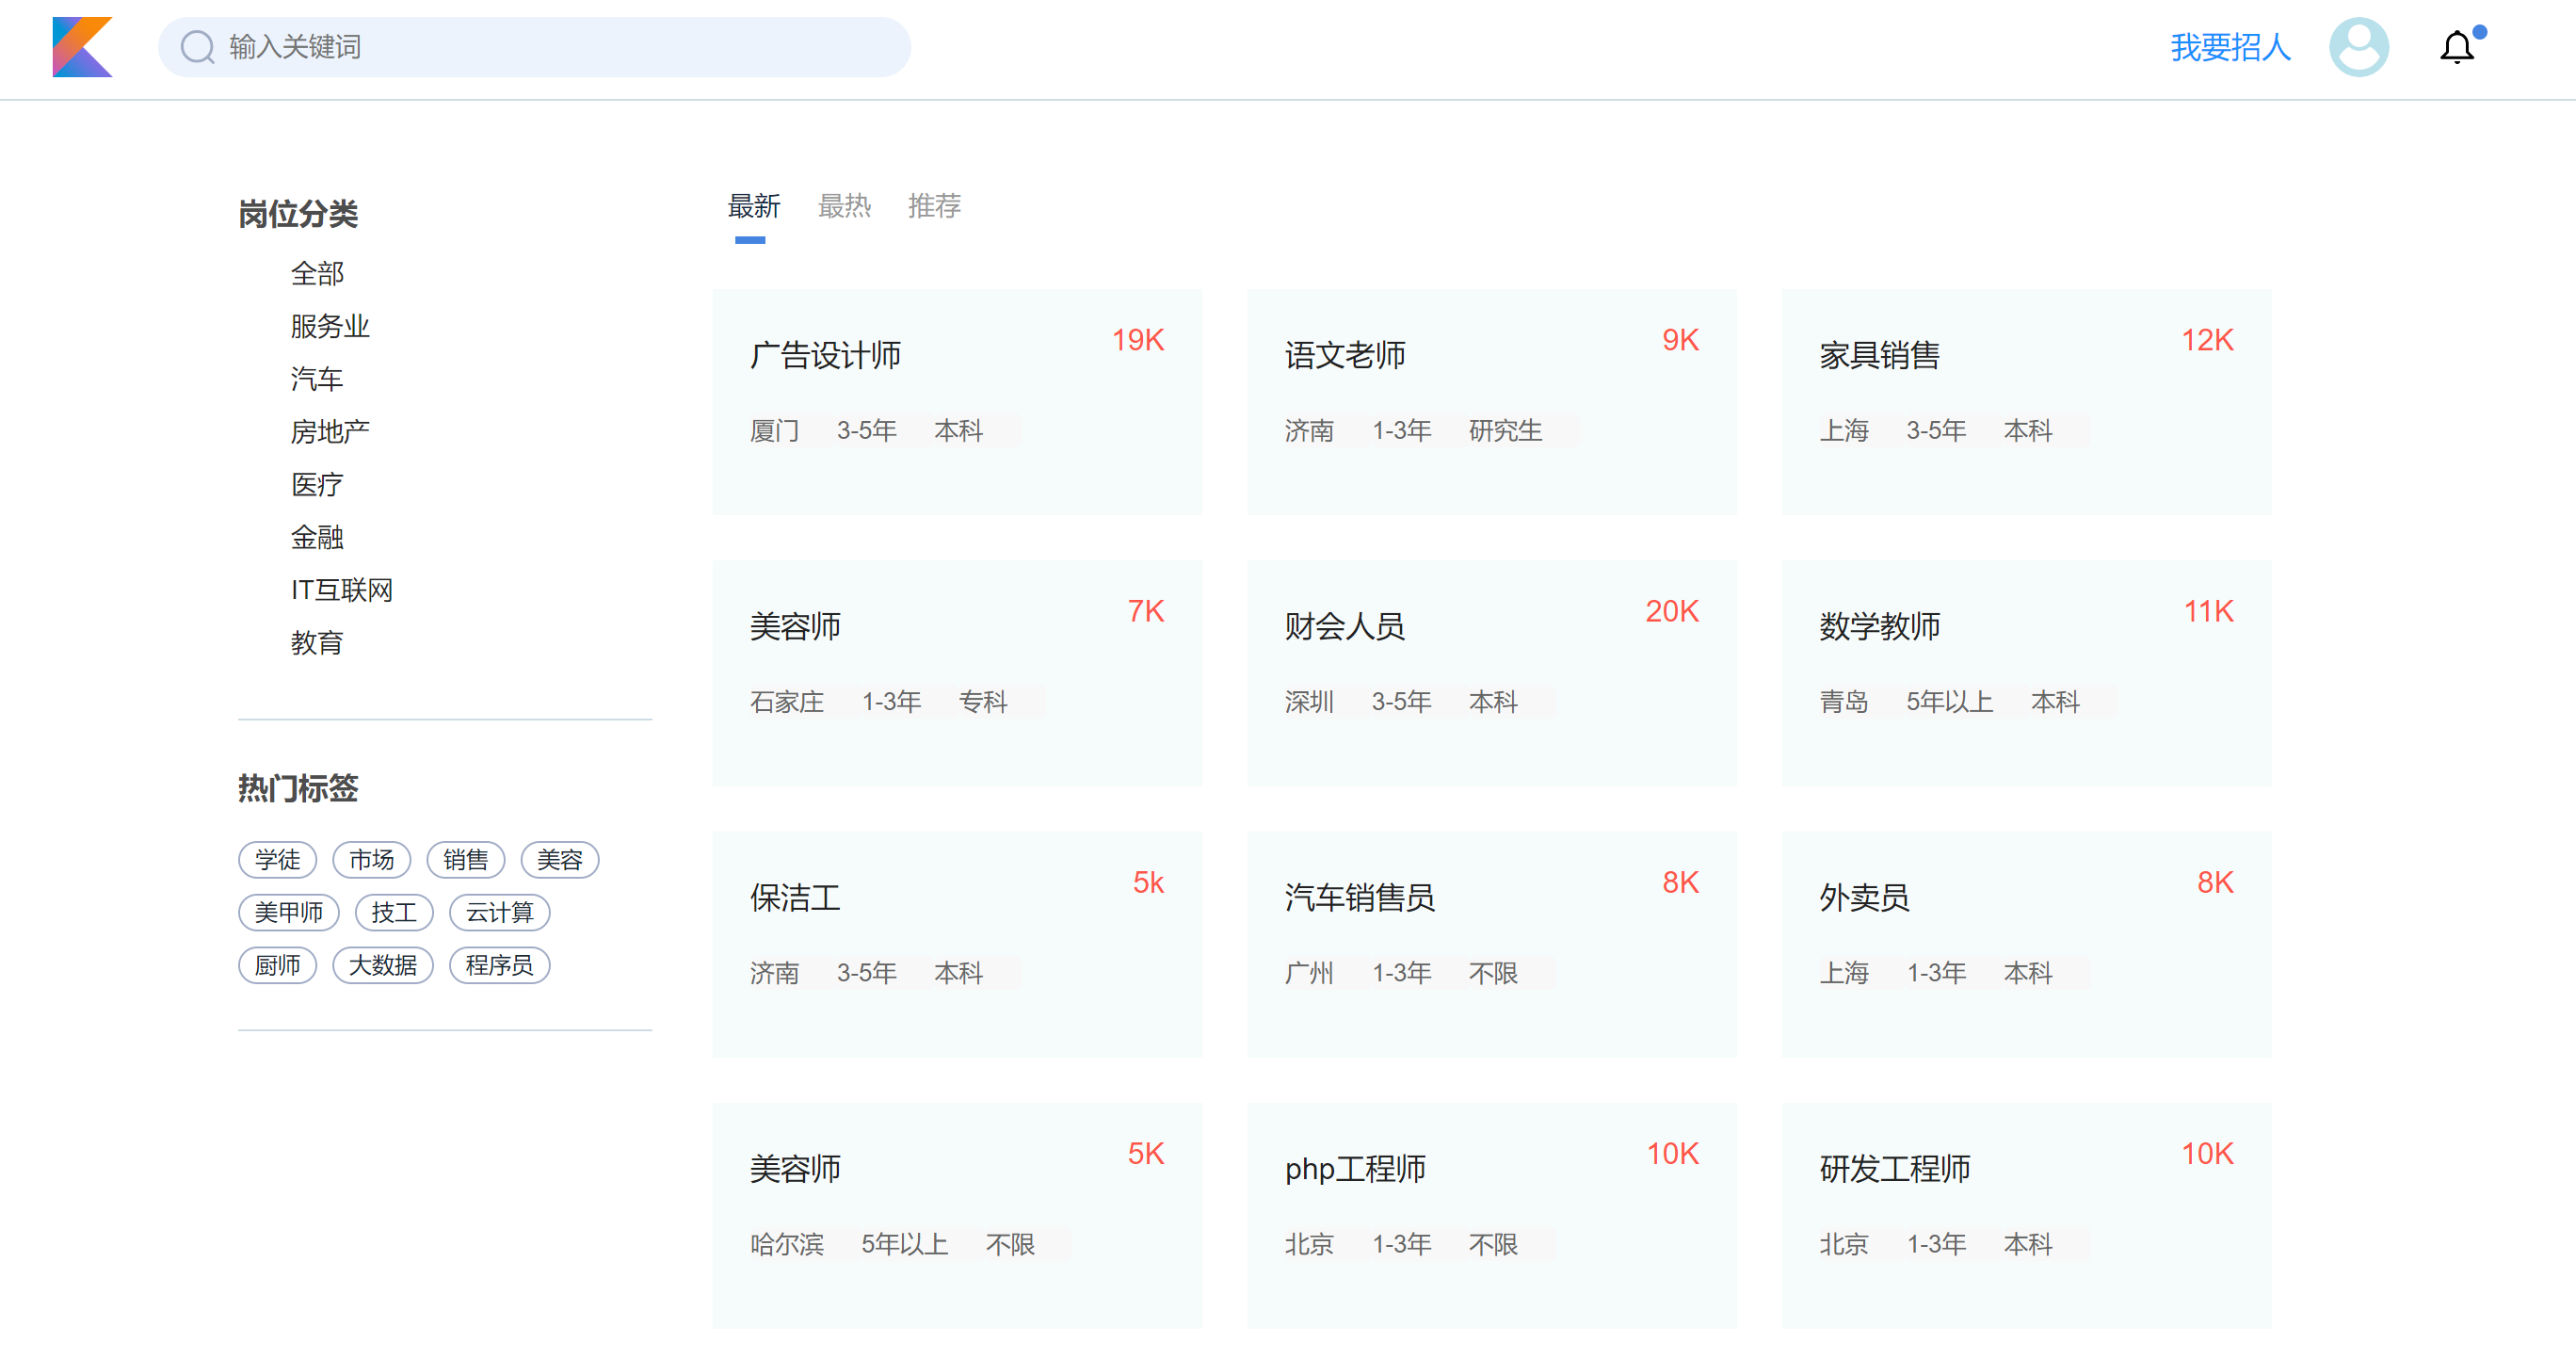 输入关键词
我要招人
岗位分类
全部
服务业
汽车
房地产
医疗
金融
IT互联网
教育
热门标签
学徒 市场 销售 美容
美甲师 技工 云计算
厨师 大数据 程序员
最新 最热 推荐
广告设计师 19K
厦门 3-5年 本科
语文老师 9K
济南 1-3年 研究生
家具销售 12K
上海 3-5年 本科
美容师 7K
石家庄 1-3年 专科
财会人员 20K
深圳 3-5年 本科
数学教师 11K
青岛 5年以上 本科
保洁工 5k
济南 3-5年 本科
汽车销售员 8K
广州 1-3年 不限
外卖员 8K
上海 1-3年 本科
美容师 5K
哈尔滨 5年以上 不限
php工程师 10K
北京 1-3年 不限
研发工程师 10K
北京 1-3年 本科